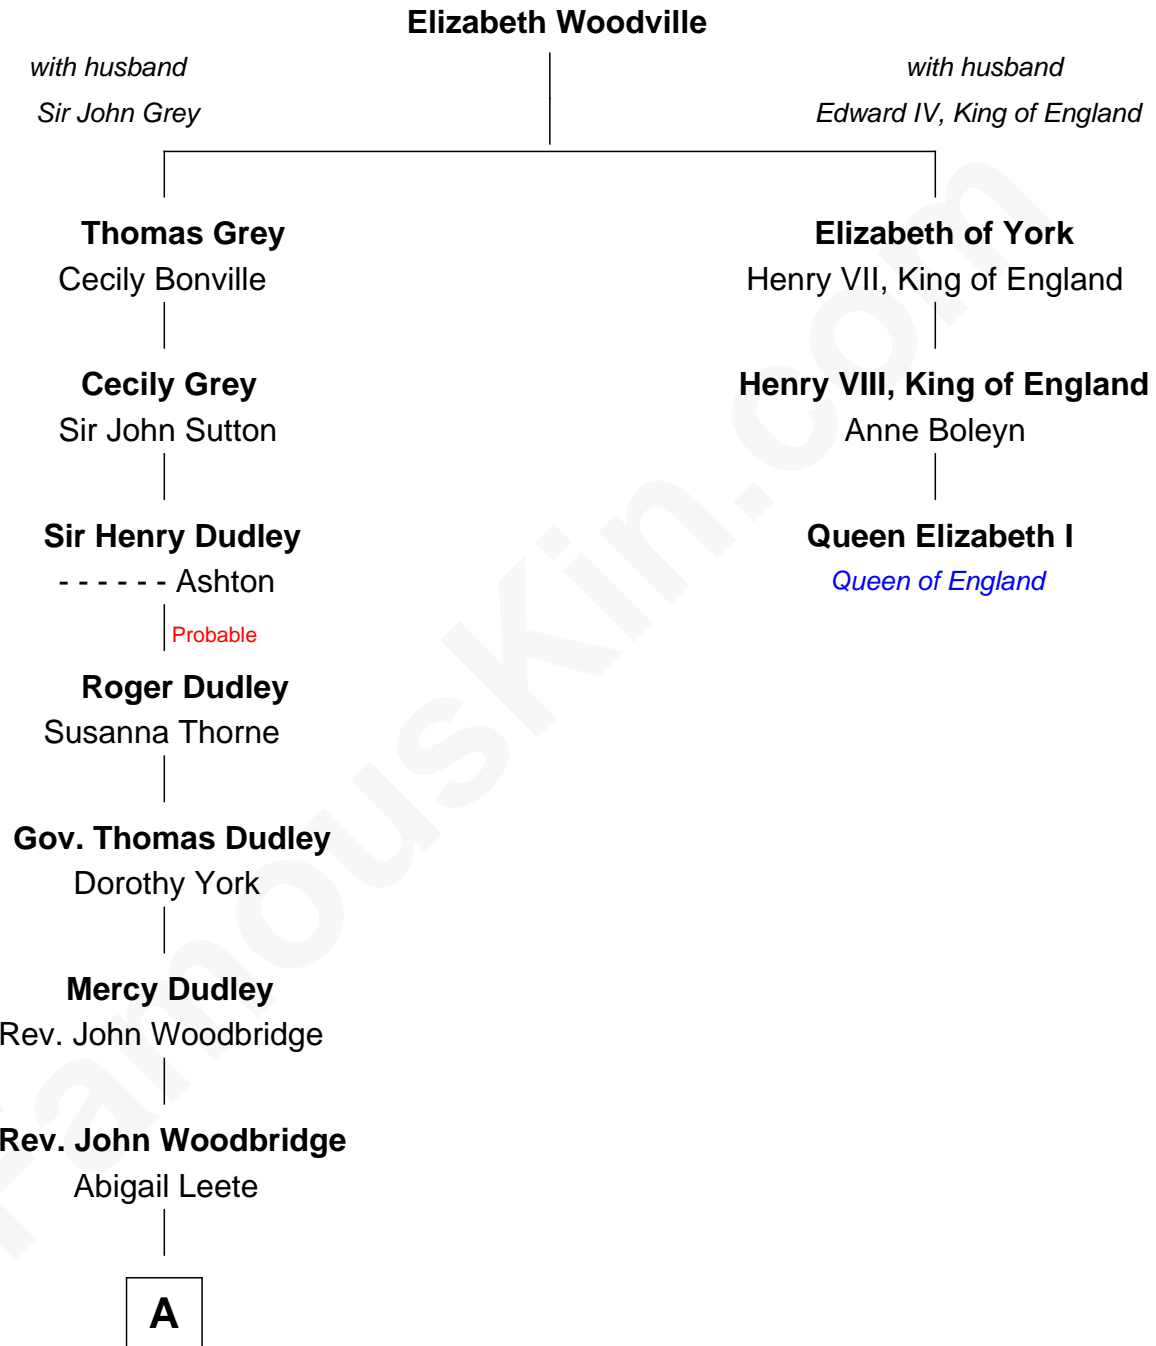 Elizabeth Woodville
with husband
Sir John Grey
with husband
Edward IV, King of England
Thomas Grey
Cecily Bonville
Elizabeth of York
Henry VII, King of England
Cecily Grey
Sir John Sutton
Henry VIII, King of England
Anne Boleyn
Sir Henry Dudley
- - - - - - Ashton
Queen Elizabeth I
Queen of England
Probable
Roger Dudley
Susanna Thorne
Gov. Thomas Dudley
Dorothy York
Mercy Dudley
Rev. John Woodbridge
Rev. John Woodbridge
Abigail Leete
A
FamousKin.com